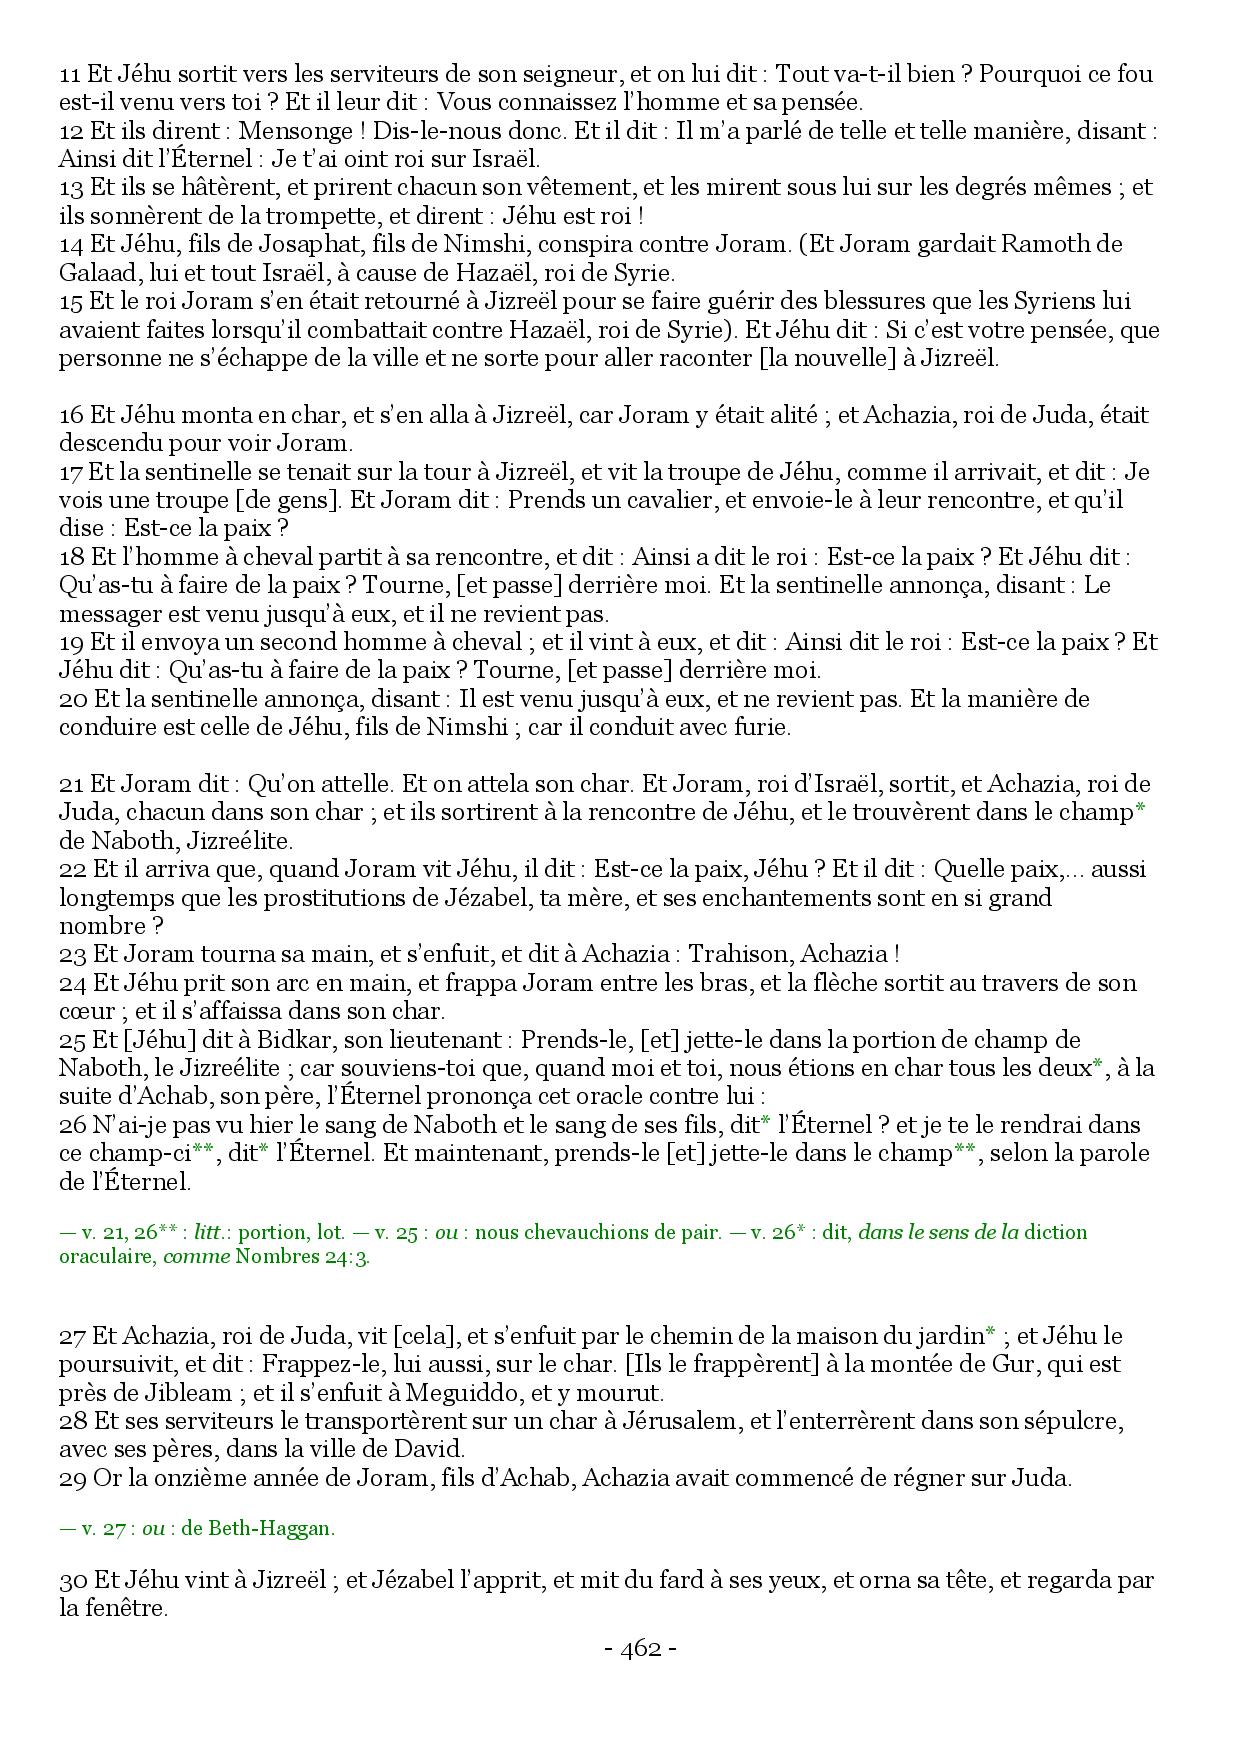 11 Et Jéhu sortit vers les serviteurs de son seigneur, et on lui dit : Tout va-t-il bien ? Pourquoi ce fou
est-il venu vers toi ? Et il leur dit : Vous connaissez l’homme et sa pensée.
12 Et ils dirent : Mensonge ! Dis-le-nous donc. Et il dit : Il m’a parlé de telle et telle manière, disant :
Ainsi dit l’Éternel : Je t’ai oint roi sur Israël.
13 Et ils se hâtèrent, et prirent chacun son vêtement, et les mirent sous lui sur les degrés mêmes ; et
ils sonnèrent de la trompette, et dirent : Jéhu est roi !
14 Et Jéhu, fils de Josaphat, fils de Nimshi, conspira contre Joram. (Et Joram gardait Ramoth de
Galaad, lui et tout Israël, à cause de Hazaël, roi de Syrie.
15 Et le roi Joram s’en était retourné à Jizreël pour se faire guérir des blessures que les Syriens lui
avaient faites lorsqu’il combattait contre Hazaël, roi de Syrie). Et Jéhu dit : Si c’est votre pensée, que
personne ne s’échappe de la ville et ne sorte pour aller raconter [la nouvelle] à Jizreël.
16 Et Jéhu monta en char, et s’en alla à Jizreël, car Joram y était alité ; et Achazia, roi de Juda, était
descendu pour voir Joram.
17 Et la sentinelle se tenait sur la tour à Jizreël, et vit la troupe de Jéhu, comme il arrivait, et dit : Je
vois une troupe [de gens]. Et Joram dit : Prends un cavalier, et envoie-le à leur rencontre, et qu’il
dise : Est-ce la paix ?
18 Et l’homme à cheval partit à sa rencontre, et dit : Ainsi a dit le roi : Est-ce la paix ? Et Jéhu dit :
Qu’as-tu à faire de la paix ? Tourne, [et passe] derrière moi. Et la sentinelle annonça, disant : Le
messager est venu jusqu’à eux, et il ne revient pas.
19 Et il envoya un second homme à cheval ; et il vint à eux, et dit : Ainsi dit le roi : Est-ce la paix ? Et
Jéhu dit : Qu’as-tu à faire de la paix ? Tourne, [et passe] derrière moi.
20 Et la sentinelle annonça, disant : Il est venu jusqu’à eux, et ne revient pas. Et la manière de
conduire est celle de Jéhu, fils de Nimshi ; car il conduit avec furie.
21 Et Joram dit : Qu’on attelle. Et on attela son char. Et Joram, roi d’Israël, sortit, et Achazia, roi de
Juda, chacun dans son char ; et ils sortirent à la rencontre de Jéhu, et le trouvèrent dans le champ*
de Naboth, Jizreélite.
22 Et il arriva que, quand Joram vit Jéhu, il dit : Est-ce la paix, Jéhu ? Et il dit : Quelle paix,... aussi
longtemps que les prostitutions de Jézabel, ta mère, et ses enchantements sont en si grand
nombre ?
23 Et Joram tourna sa main, et s’enfuit, et dit à Achazia : Trahison, Achazia !
24 Et Jéhu prit son arc en main, et frappa Joram entre les bras, et la flèche sortit au travers de son
cœur ; et il s’affaissa dans son char.
25 Et [Jéhu] dit à Bidkar, son lieutenant : Prends-le, [et] jette-le dans la portion de champ de
Naboth, le Jizreélite ; car souviens-toi que, quand moi et toi, nous étions en char tous les deux*, à la
suite d’Achab, son père, l’Éternel prononça cet oracle contre lui :
26 N’ai-je pas vu hier le sang de Naboth et le sang de ses fils, dit* l’Éternel ? et je te le rendrai dans
ce champ-ci**, dit* l’Éternel. Et maintenant, prends-le [et] jette-le dans le champ**, selon la parole
de l’Éternel.
— v. 21, 26** : litt.: portion, lot. — v. 25 : ou : nous chevauchions de pair. — v. 26* : dit, dans le sens de la diction
oraculaire, comme Nombres 24:3.
27 Et Achazia, roi de Juda, vit [cela], et s’enfuit par le chemin de la maison du jardin* ; et Jéhu le
poursuivit, et dit : Frappez-le, lui aussi, sur le char. [Ils le frappèrent] à la montée de Gur, qui est
près de Jibleam ; et il s’enfuit à Meguiddo, et y mourut.
28 Et ses serviteurs le transportèrent sur un char à Jérusalem, et l’enterrèrent dans son sépulcre,
avec ses pères, dans la ville de David.
29 Or la onzième année de Joram, fils d’Achab, Achazia avait commencé de régner sur Juda.
— v. 27 : ou : de Beth-Haggan.
30 Et Jéhu vint à Jizreël ; et Jézabel l’apprit, et mit du fard à ses yeux, et orna sa tête, et regarda par
la fenêtre.
- 462 -